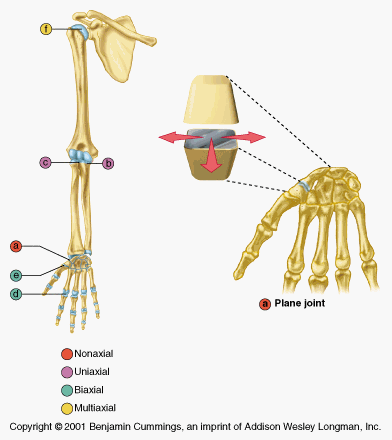 f
c
b
a
e
d
a Plane joint
Nonaxial
Uniaxial
Biaxial
Multiaxial
Copyright © 2001 Benjamin Cummings, an imprint of Addison Wesley Longman, Inc.